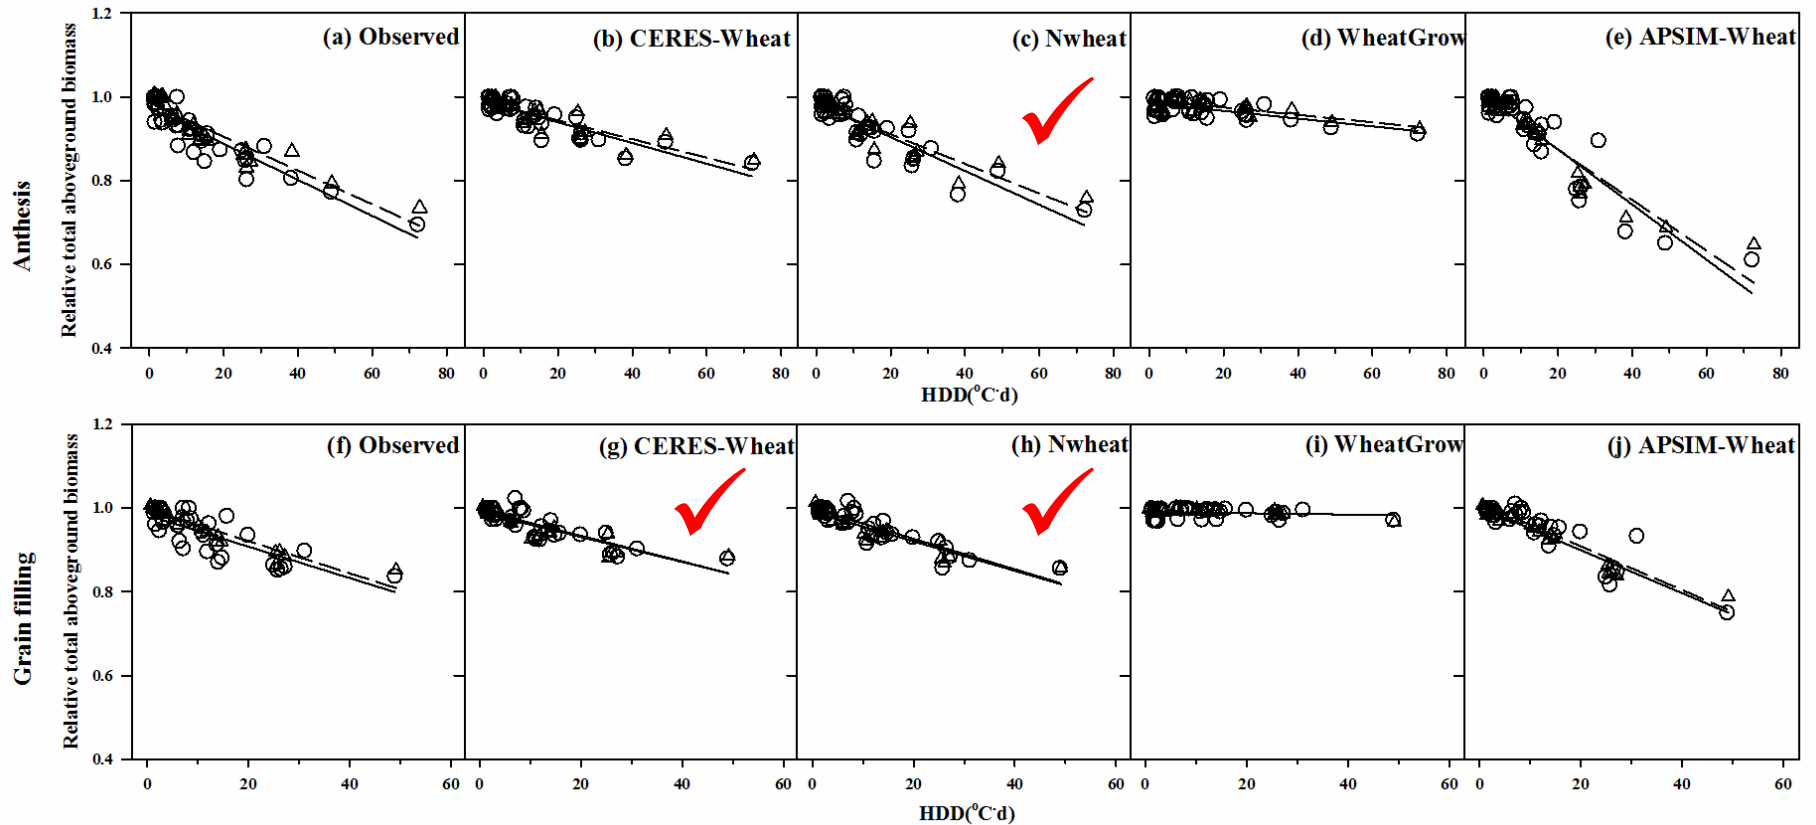 1.2
1.0
0.8
0.6
0.4
Anthesis
Relative total aboveground biomass
(a) Observed
(b) CERES-Wheat
(c) Nwheat
(d) WheatGrow
(e) APSIM-Wheat
0 20 40 60 80
0 20 40 60 80
0 20 40 60 80
0 20 40 60 80
0 20 40 60 80
HDD(°C·d)
1.2
1.0
0.8
0.6
0.4
Grain filling
Relative total aboveground biomass
(f) Observed
(g) CERES-Wheat
(h) Nwheat
(i) WheatGrow
(j) APSIM-Wheat
0 20 40 60
0 20 40 60
0 20 40 60
0 20 40 60
0 20 40 60
HDD(°C·d)